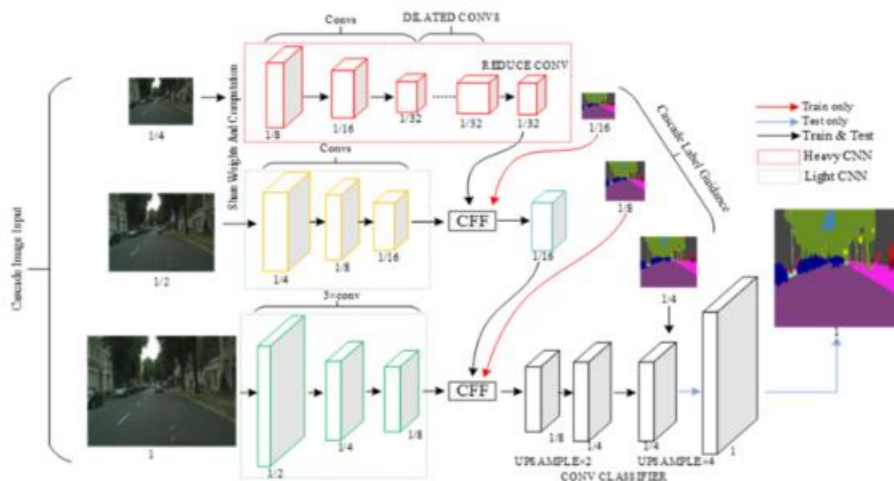 Convs
DILATED CONVS
REDUCE CONV
Cascade Image Input
Share Weights And Computation
1/4
1/8
1/16
1/32
1/32
1/32
1/16
Cascade Label Guidance
Train only
Test only
Train & Test
Heavy CNN
Light CNN
Convs
1/2
1/4
1/8
1/16
CFF
1/16
1/8
1/4
3×conv
1
1/2
1/4
1/8
CFF
1/8
1/4
1/4
1
UPSAMPLE×2
UPSAMPLE×4
CONV CLASSIFIER